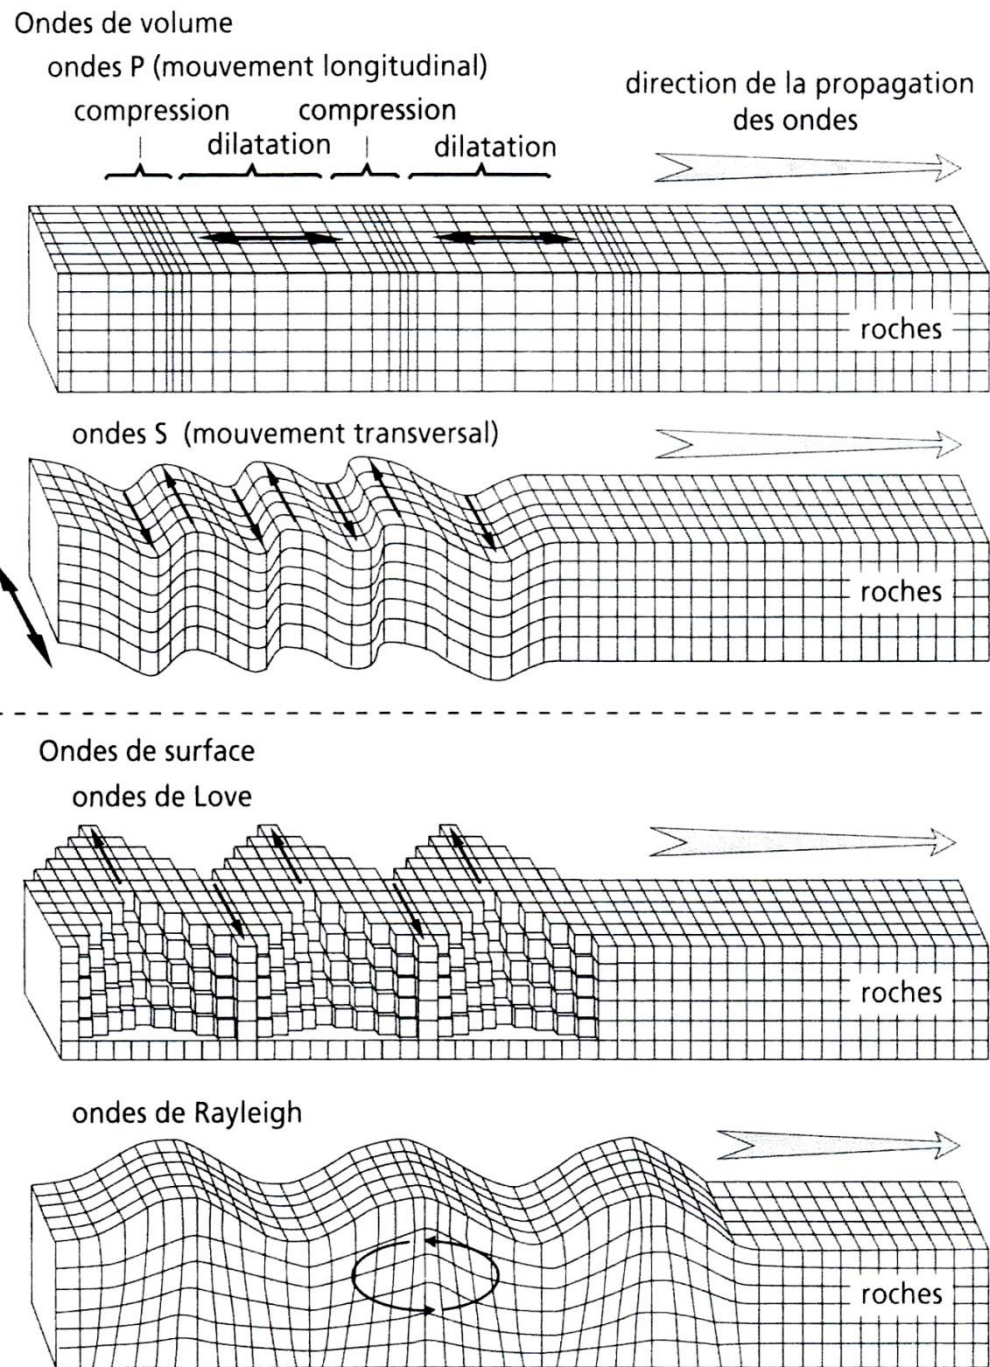 Ondes de volume
ondes P (mouvement longitudinal)
compression
compression
dilatation
dilatation
direction de la propagation
des ondes
roches
ondes S (mouvement transversal)
roches
Ondes de surface
ondes de Love
roches
ondes de Rayleigh
roches